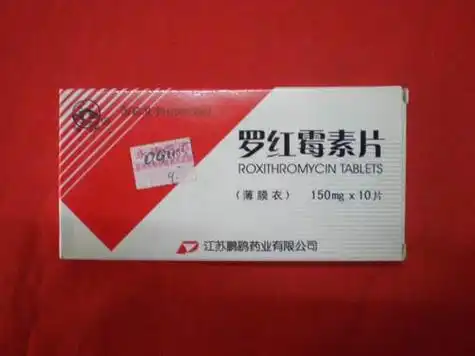 罗红霉素片
ROXITHROMYCIN TABLETS
(薄膜衣) 150mg x 10片
江苏鹏鹞药业有限公司